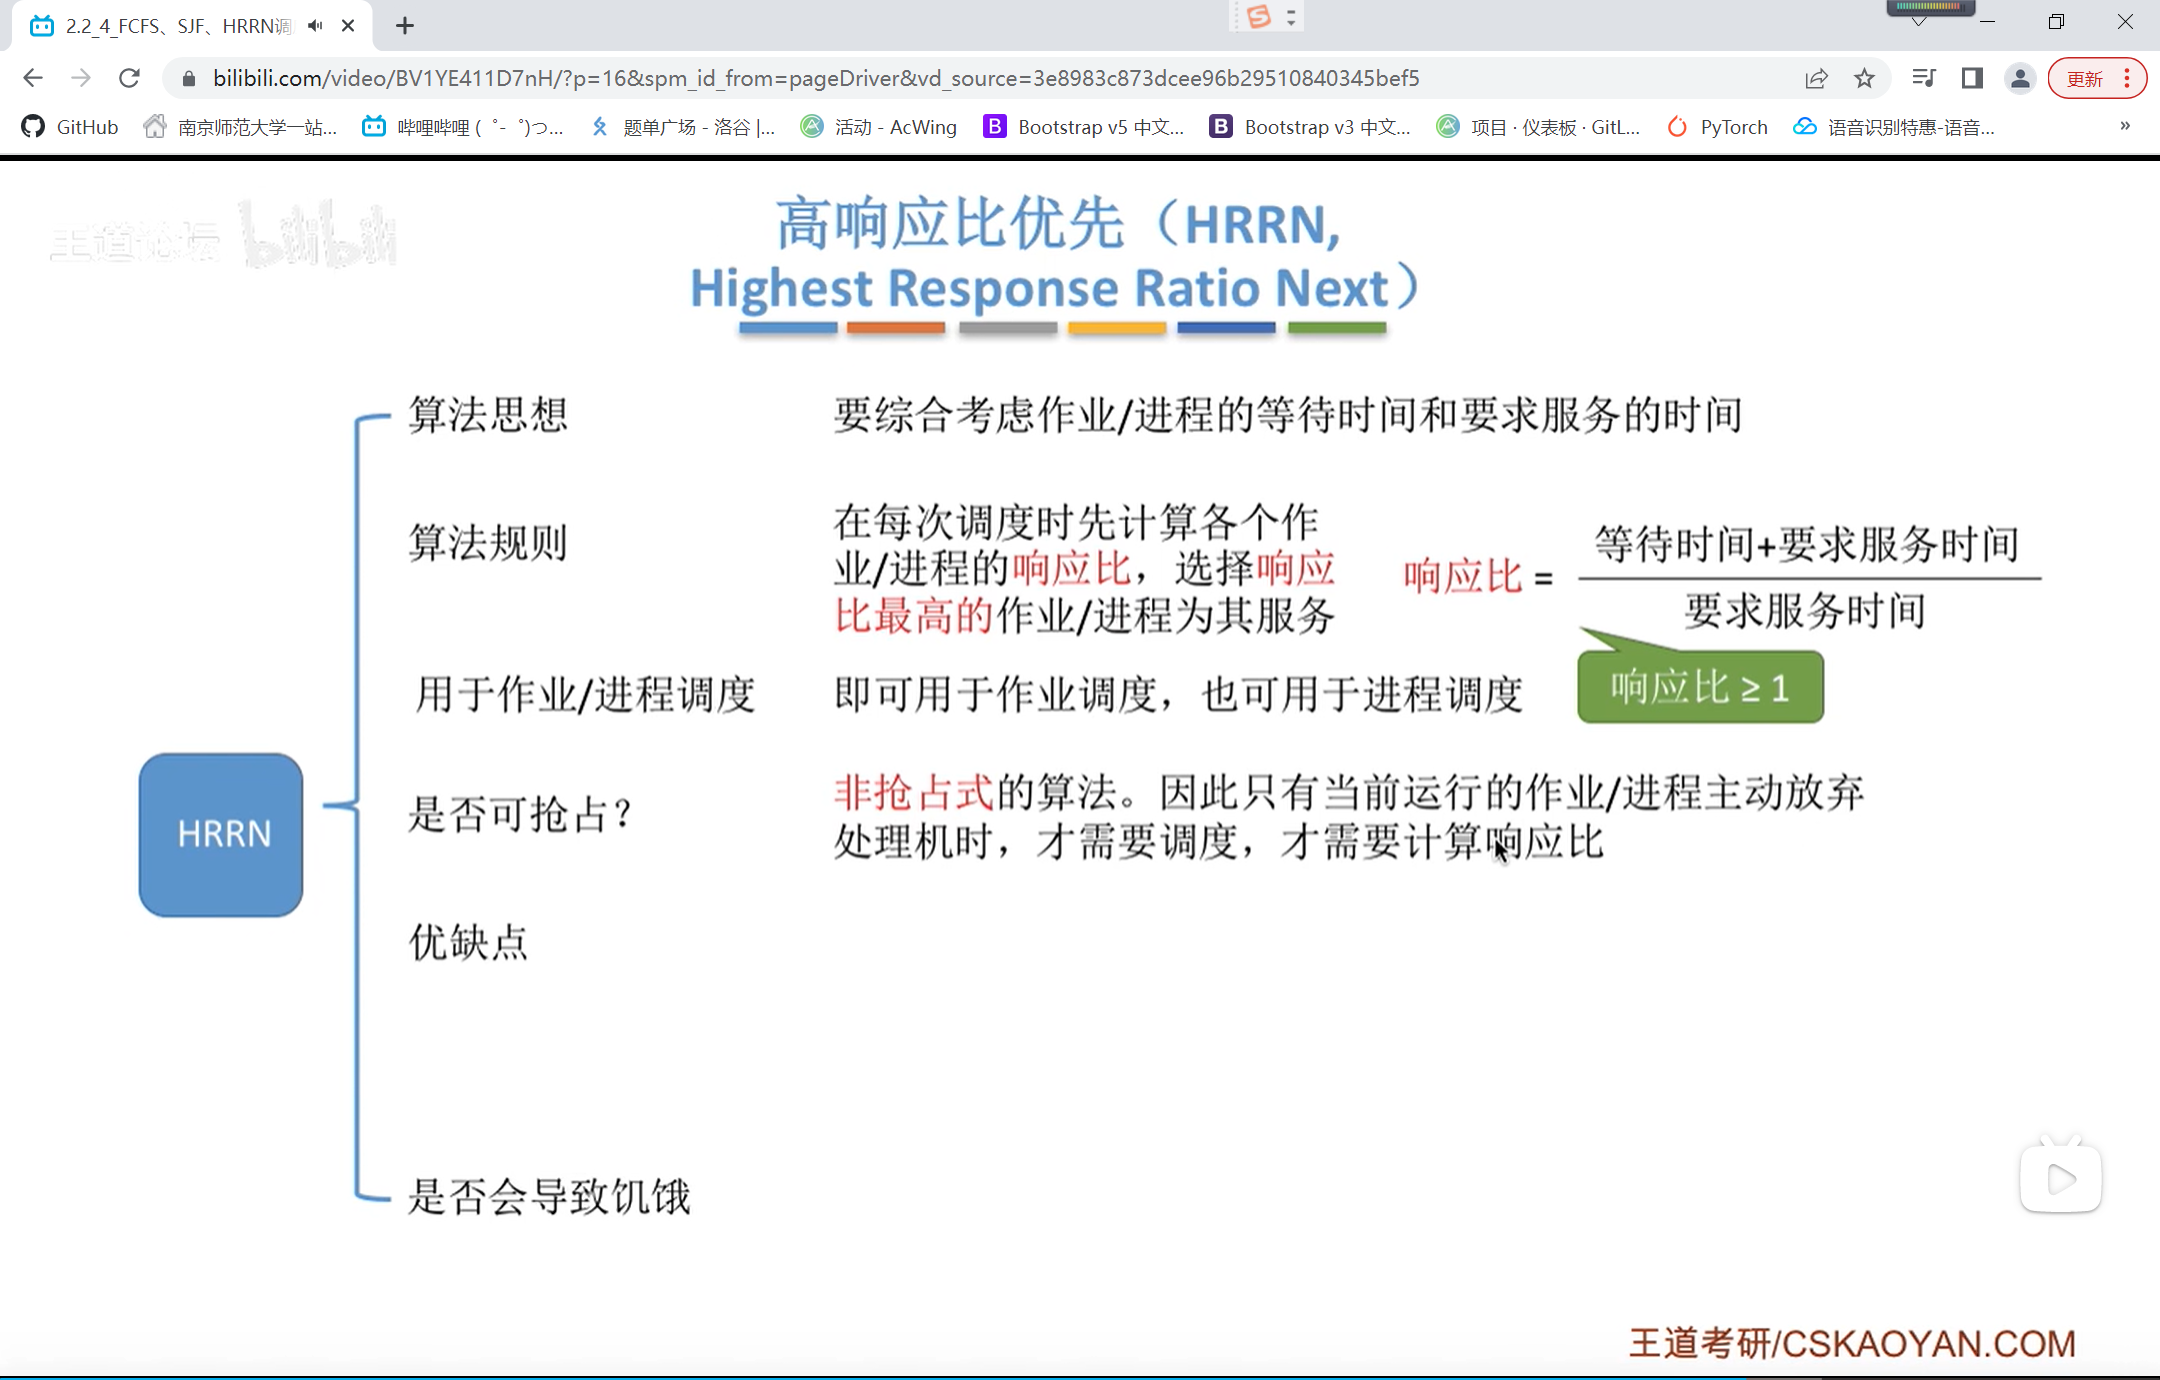 2.2_4_FCFS、SJF、HRRN调
bilibili.com/video/BV1YE411D7nH/?p=16&spm_id_from=pageDriver&vd_source=3e8983c873dcee96b29510840345bef5
更新
GitHub
南京师范大学一站...
哔哩哔哩 (゜-゜)つ...
题单广场 - 洛谷 |...
活动 - AcWing
Bootstrap v5 中文...
Bootstrap v3 中文...
项目 · 仪表板 · GitL...
PyTorch
语音识别特惠-语音...
»
王道论坛 bilibili
高响应比优先（HRRN,
Highest Response Ratio Next）
算法思想
要综合考虑作业/进程的等待时间和要求服务的时间
算法规则
在每次调度时先计算各个作
业/进程的响应比，选择响应
比最高的作业/进程为其服务
响应比 =
等待时间+要求服务时间
要求服务时间
响应比 ≥ 1
用于作业/进程调度
即可用于作业调度，也可用于进程调度
HRRN
是否可抢占？
非抢占式的算法。因此只有当前运行的作业/进程主动放弃
处理机时，才需要调度，才需要计算响应比
优缺点
是否会导致饥饿
王道考研/CSKAOYAN.COM